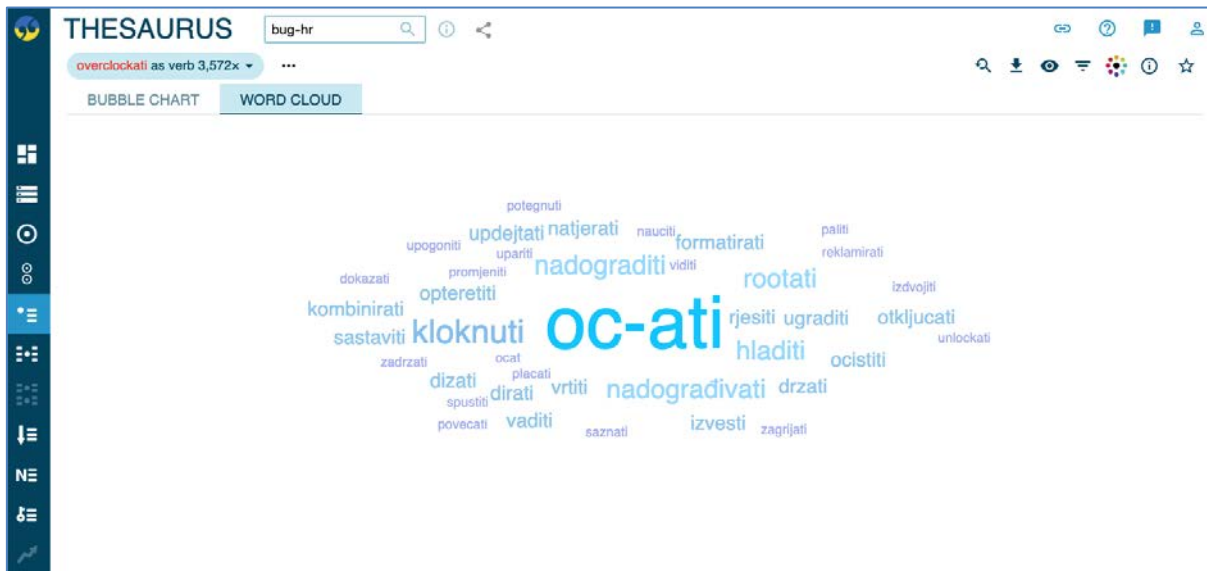 THESAURUS
bug-hr
overclockati as verb 3,572×
BUBBLE CHART
WORD CLOUD
potegnuti
updejtati natjerati nauciti formatirati paliti
upogoniti upariti reklamirati
dokazati promjeniti nadograditi viditi rootati
kombinirati opteretiti izdvojiti
sastaviti kloknuti oc-ati rjesiti ugraditi otkljucati
unlockati
zadrzati ocat hladiti ocistiti
dizati placati
spustiti dirati vrtiti nadograđivati drzati
povecati vaditi saznati izvesti zagrijati
N